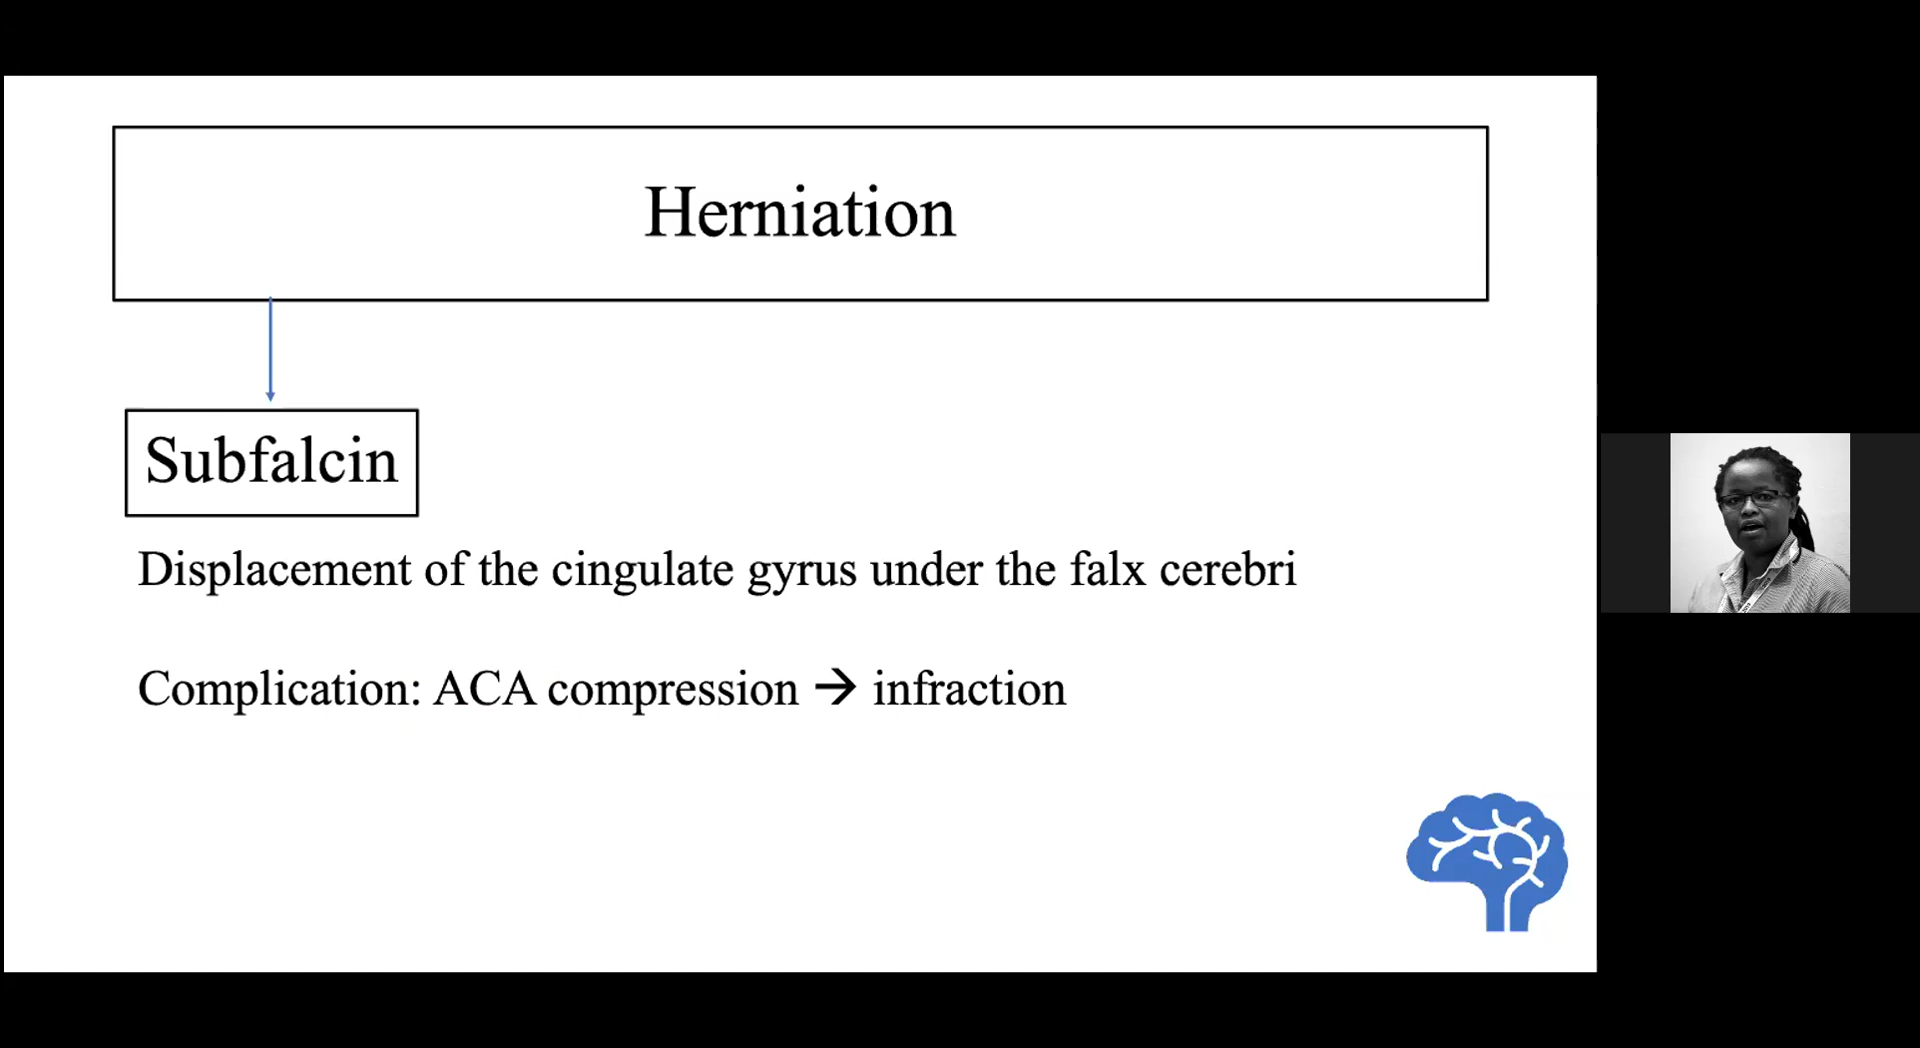 Herniation
Subfalcin
Displacement of the cingulate gyrus under the falx cerebri
Complication: ACA compression → infraction